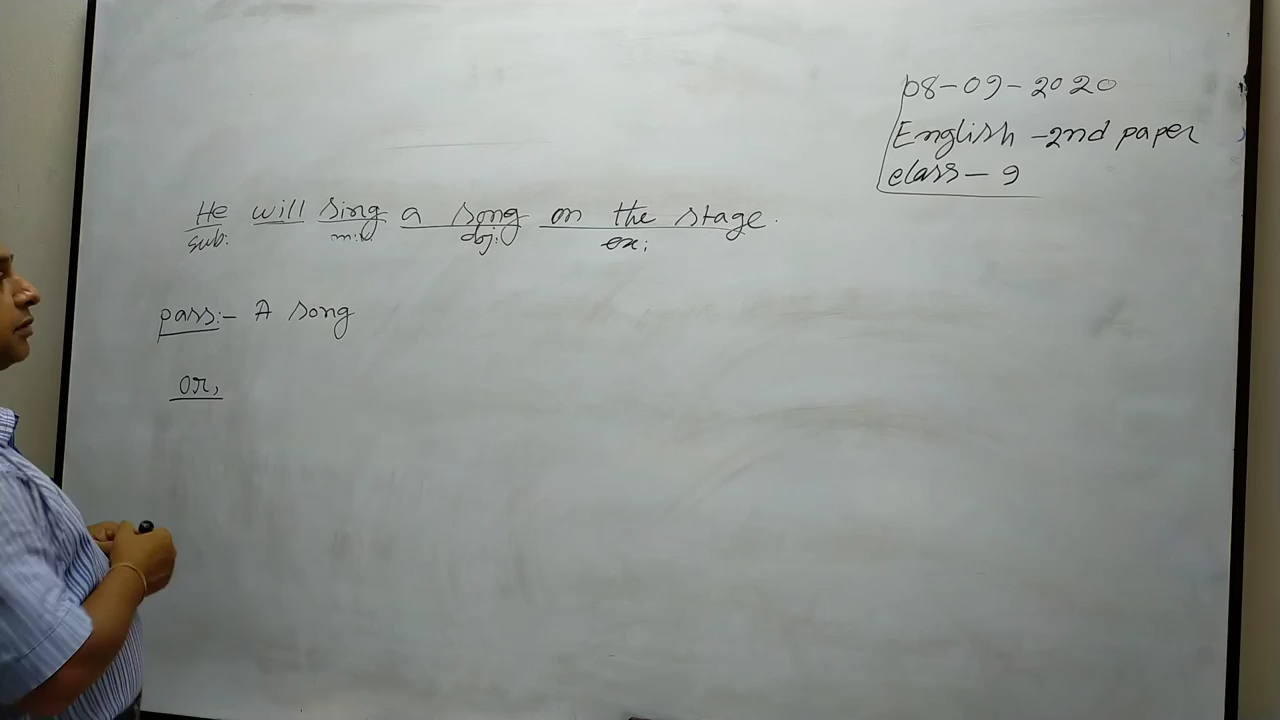 08-09-2020
English -2nd paper
class- 9
He will sing a song on the stage.
sub: m.v. obj: ex:
pass:- A song
or,